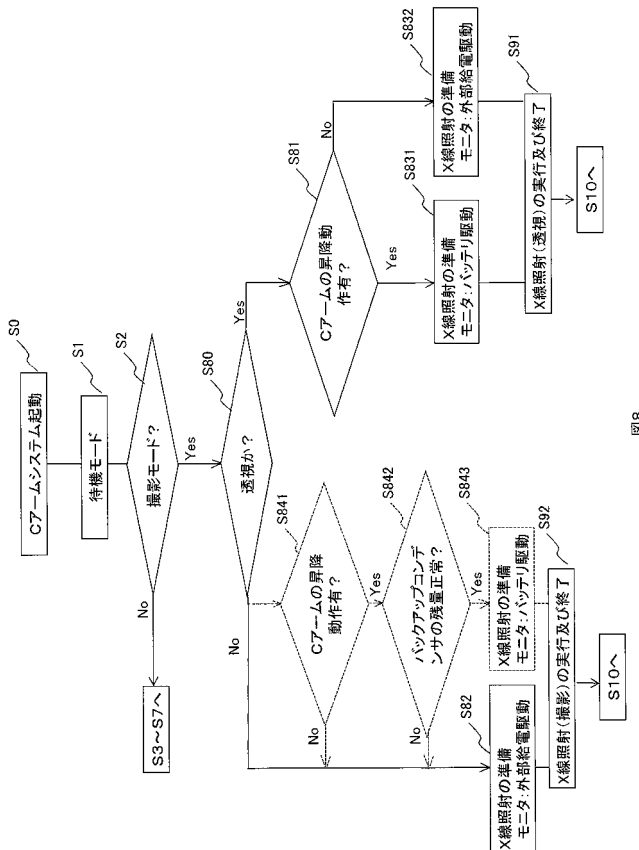 S0
Cアームシステム起動
S1
待機モード
S2
撮影モード?
No
S3~S7へ
Yes
S80
透視か?
Yes
S81
Cアームの昇降動
作有?
No
S832
X線照射の準備
モニタ:外部給電駆動
Yes
S831
X線照射の準備
モニタ:バッテリ駆動
S91
X線照射(透視)の実行及び終了
S10へ
No
S841
Cアームの昇降
動作有?
No
Yes
S842
バックアップコンデ
ンサの残量正常?
No
Yes
S843
X線照射の準備
モニタ:バッテリ駆動
S82
X線照射の準備
モニタ:外部給電駆動
S92
X線照射(撮影)の実行及び終了
S10へ
図8